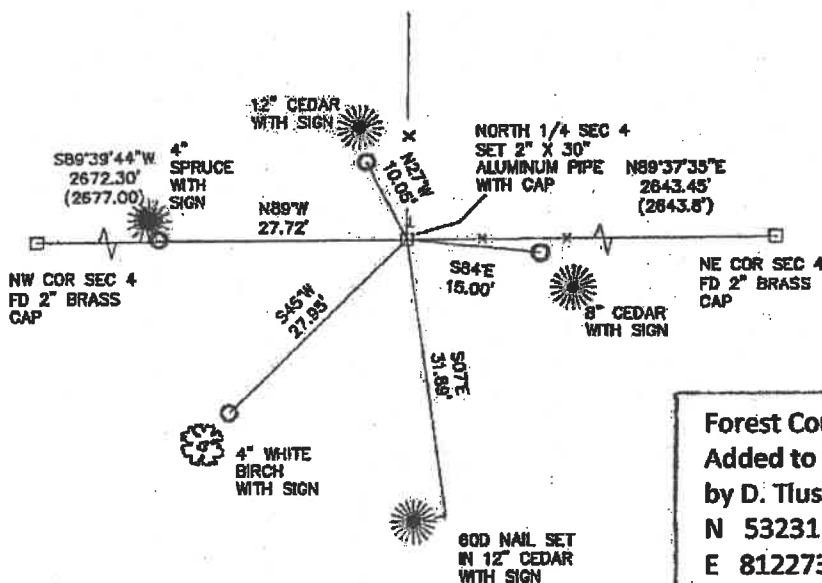 12" CEDAR
WITH SIGN
S89°39'44"W
2672.30'
(2677.00)
4"
SPRUCE
WITH
SIGN
N27°W
10.05'
NORTH 1/4 SEC 4
SET 2" X 30"
ALUMINUM PIPE
WITH CAP
N89°37'35"E
2643.45'
(2643.6')
N89°W
27.72'
NW COR SEC 4
FD 2" BRASS
CAP
S84°E
15.00'
NE COR SEC 4
FD 2" BRASS
CAP
8" CEDAR
WITH SIGN
S45°W
27.95'
S07°E
31.89'
4" WHITE
BIRCH
WITH SIGN
60D NAIL SET
IN 12" CEDAR
WITH SIGN
Forest Cou
Added to
by D. Tlus
N 53231
E 812273